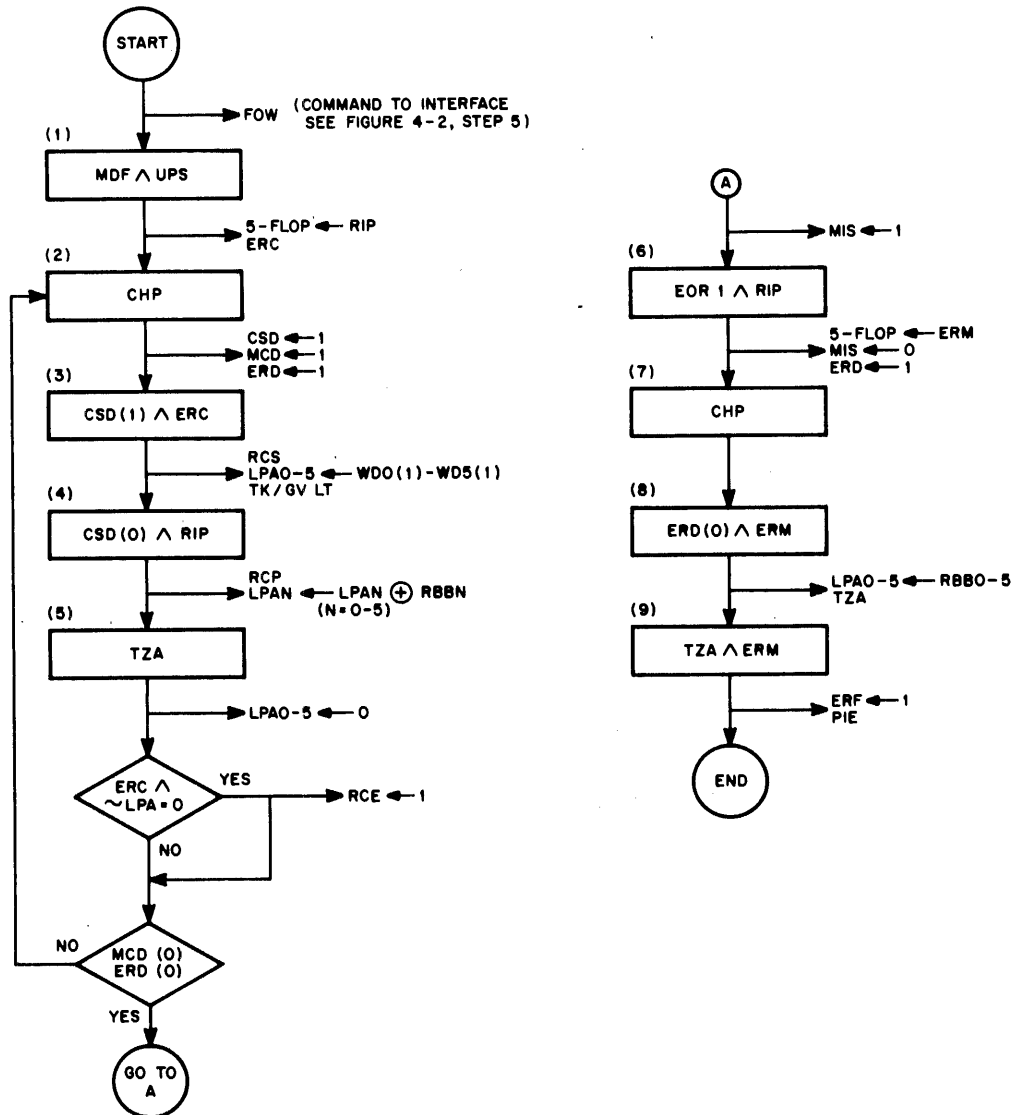 START
FOW (COMMAND TO INTERFACE
SEE FIGURE 4-2, STEP 5)
(1)
MDF ∧ UPS
5-FLOP ← RIP
ERC
(2)
CHP
CSD ← 1
MCD ← 1
ERD ← 1
(3)
CSD(1) ∧ ERC
RCS
LPA0-5 ← WD0(1)-WD5(1)
TK/GV LT
(4)
CSD(0) ∧ RIP
RCP
LPAN ← LPAN ⊕ RBBN
(N=0-5)
(5)
TZA
LPA0-5 ← 0
ERC ∧
~LPA=0
YES
RCE ← 1
NO
NO
MCD (0)
ERD (0)
YES
GO TO
A
A
MIS ← 1
(6)
EOR 1 ∧ RIP
5-FLOP ← ERM
MIS ← 0
ERD ← 1
(7)
CHP
(8)
ERD(0) ∧ ERM
LPA0-5 ← RBB0-5
TZA
(9)
TZA ∧ ERM
ERF ← 1
PIE
END